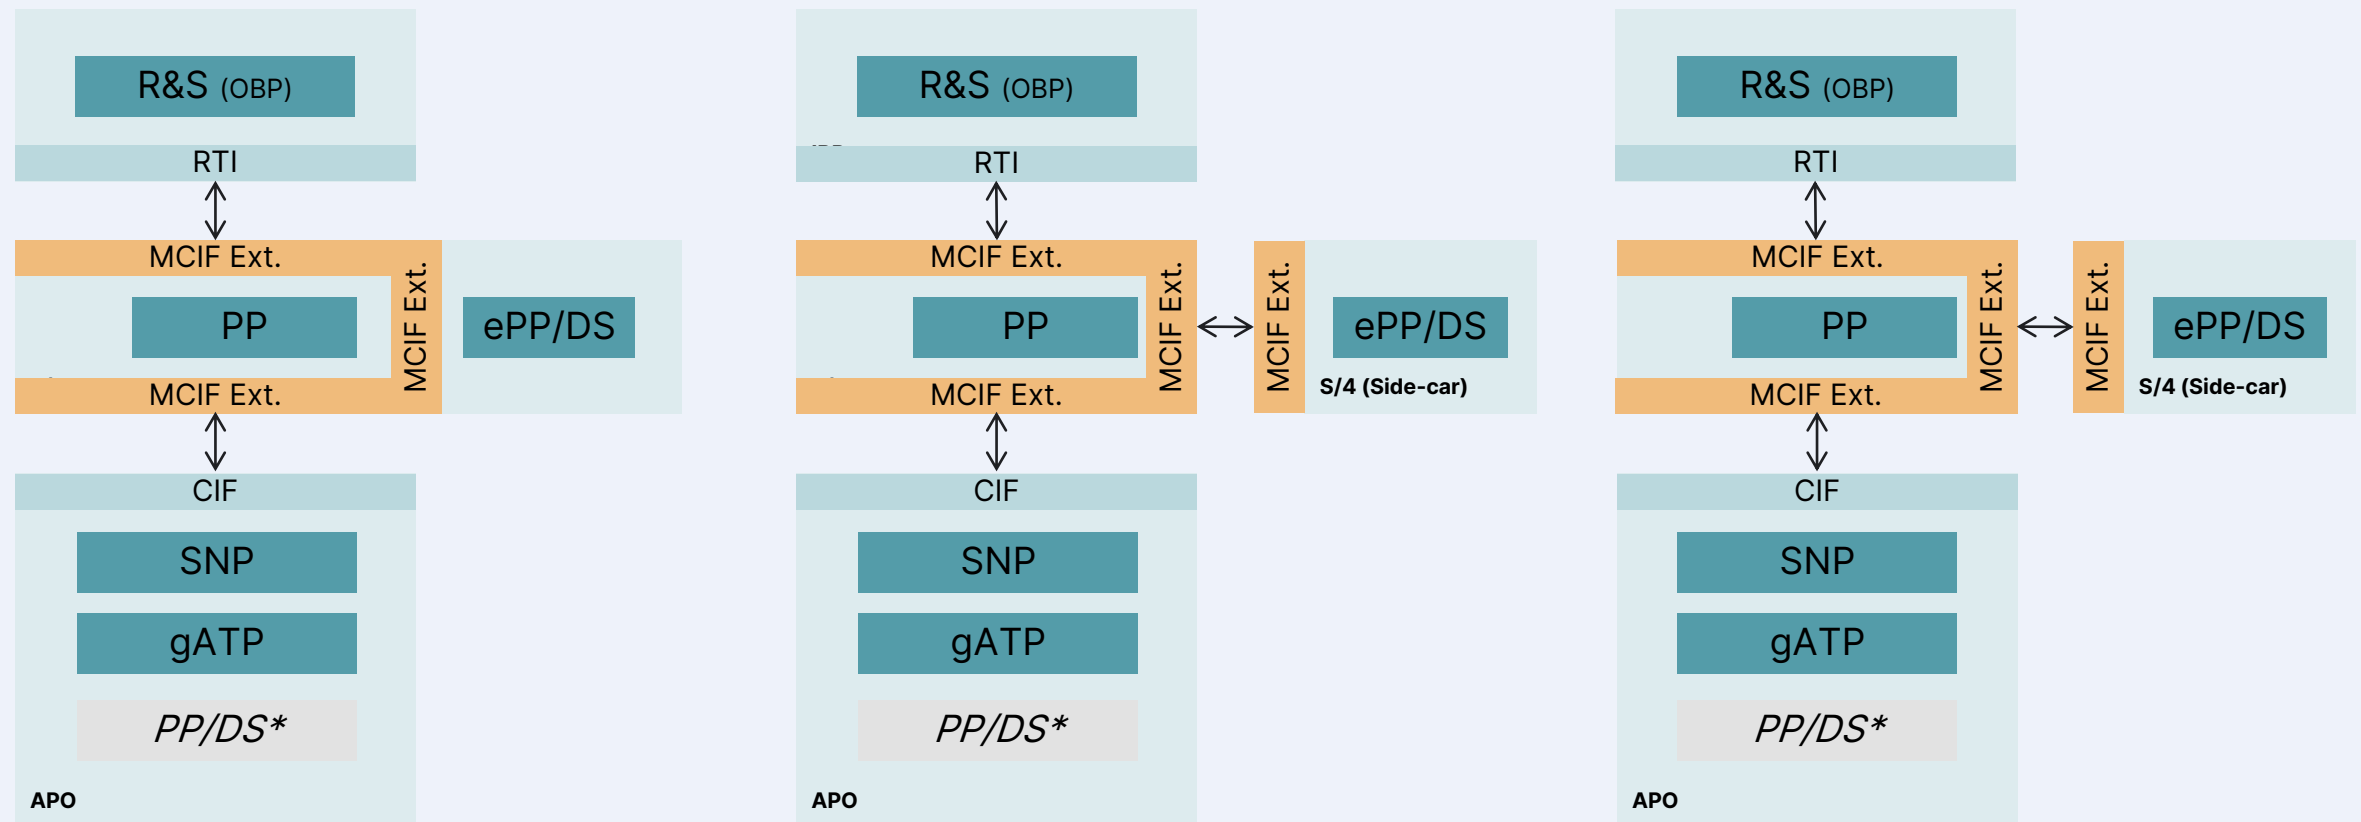 R&S (OBP)
RTI
MCIF Ext.
PP
MCIF Ext.
ePP/DS
MCIF Ext.
CIF
SNP
gATP
PP/DS*
APO
R&S (OBP)
RTI
MCIF Ext.
PP
MCIF Ext.
MCIF Ext.
ePP/DS
S/4 (Side-car)
MCIF Ext.
CIF
SNP
gATP
PP/DS*
APO
R&S (OBP)
RTI
MCIF Ext.
PP
MCIF Ext.
MCIF Ext.
ePP/DS
S/4 (Side-car)
MCIF Ext.
CIF
SNP
gATP
PP/DS*
APO